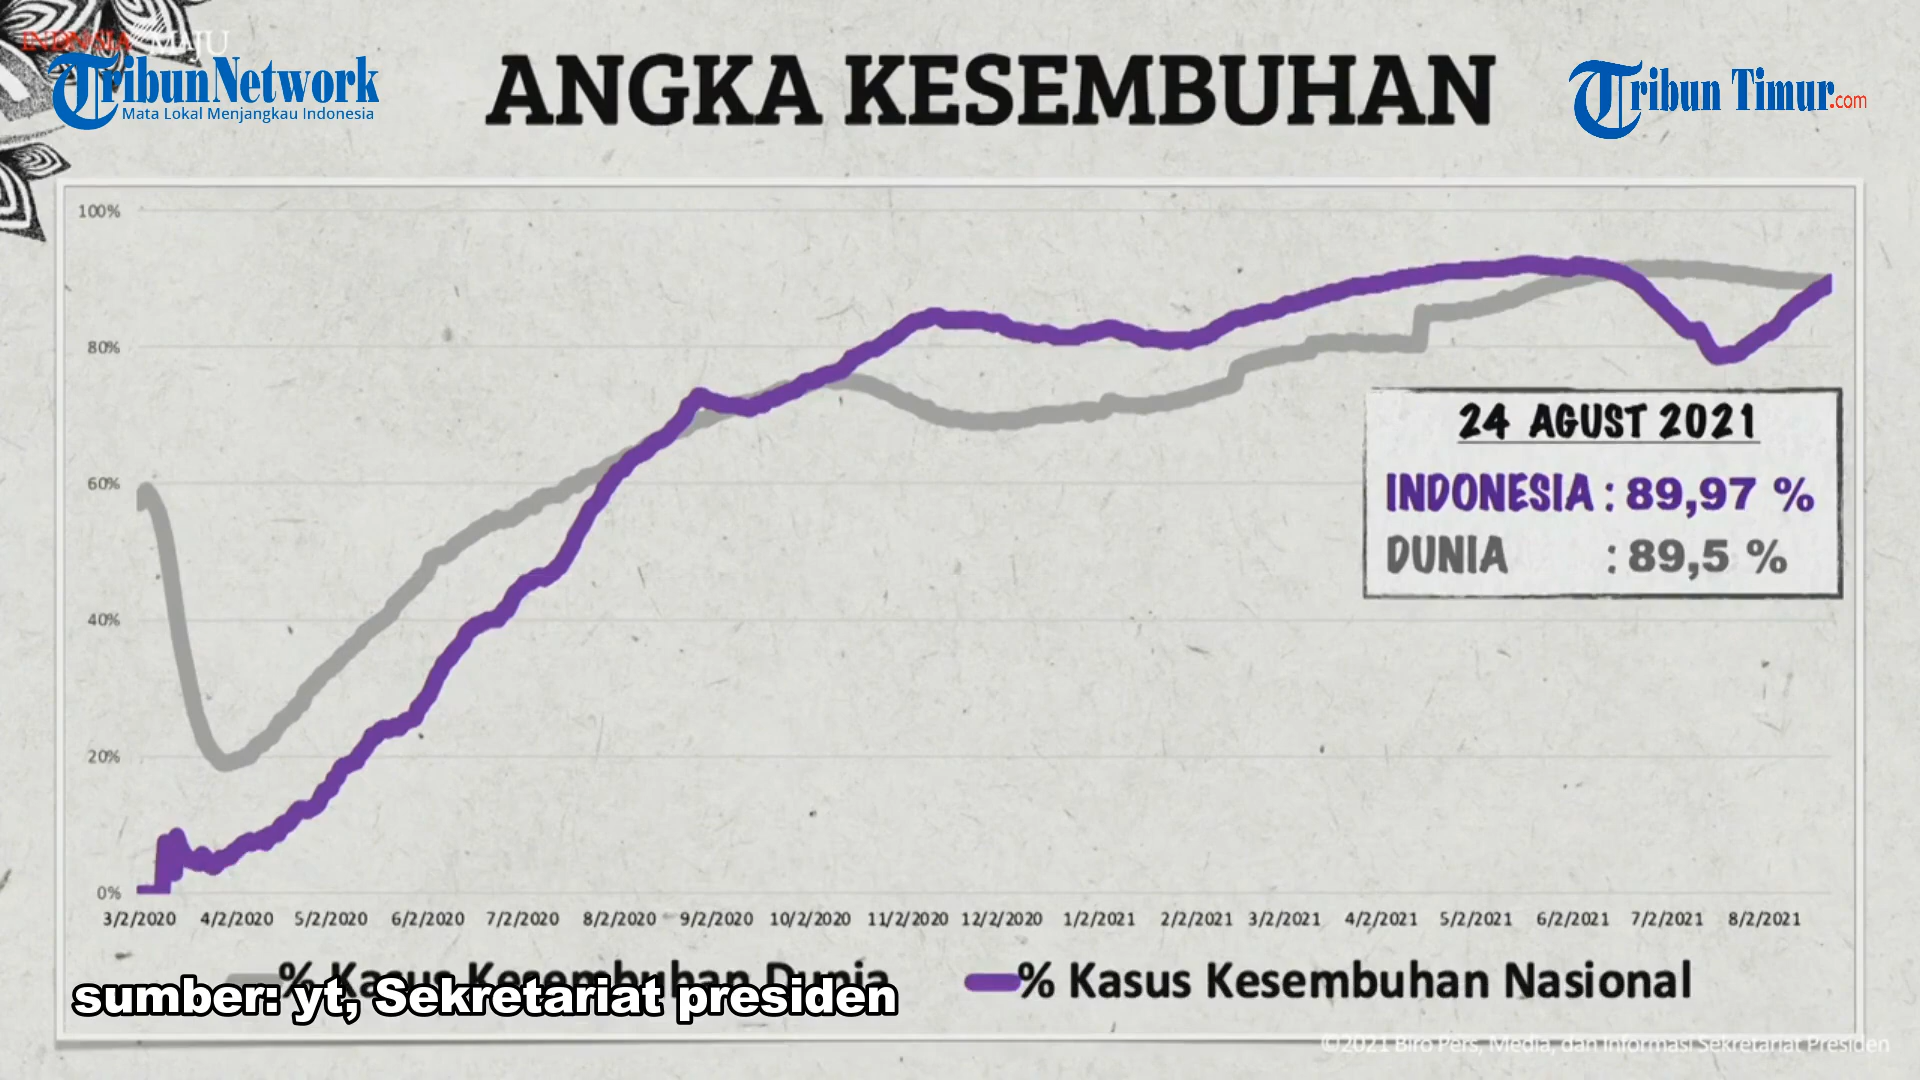 INDONESIA MAJU
TribunNetwork
Mata Lokal Menjangkau Indonesia
ANGKA KESEMBUHAN
Tribun Timur.com
100%
80%
60%
40%
20%
0%
24 AGUST 2021
INDONESIA : 89,97 %
DUNIA : 89,5 %
3/2/2020 4/2/2020 5/2/2020 6/2/2020 7/2/2020 8/2/2020 9/2/2020 10/2/2020 11/2/2020 12/2/2020 1/2/2021 2/2/2021 3/2/2021 4/2/2021 5/2/2021 6/2/2021 7/2/2021 8/2/2021
% Kasus Kesembuhan Dunia % Kasus Kesembuhan Nasional
sumber: yt, Sekretariat presiden
©2021 Biro Pers, Media, dan Informasi Sekretariat Presiden